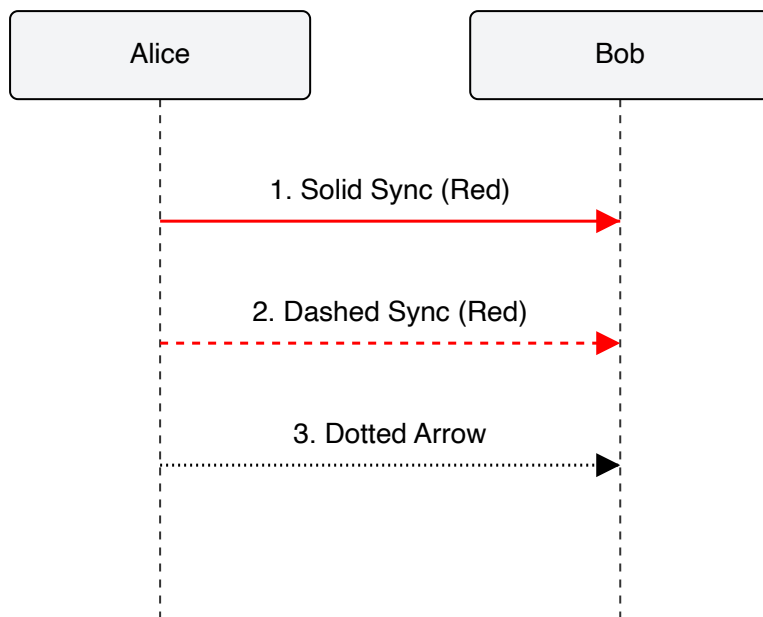 Alice
Bob
1. Solid Sync (Red)
2. Dashed Sync (Red)
3. Dotted Arrow